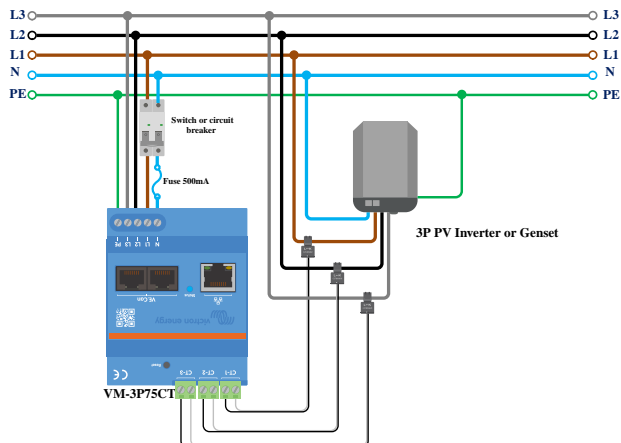 L3
L3
L2
L2
L1
L1
N
N
PE
PE
Switch or circuit
breaker
Fuse 500mA
3P PV Inverter or Genset
PE
L3
L2
L1
N
VE.Can
Status
victron energy
Reset
CT-3
CT-2
CT-1
VM-3P75CT